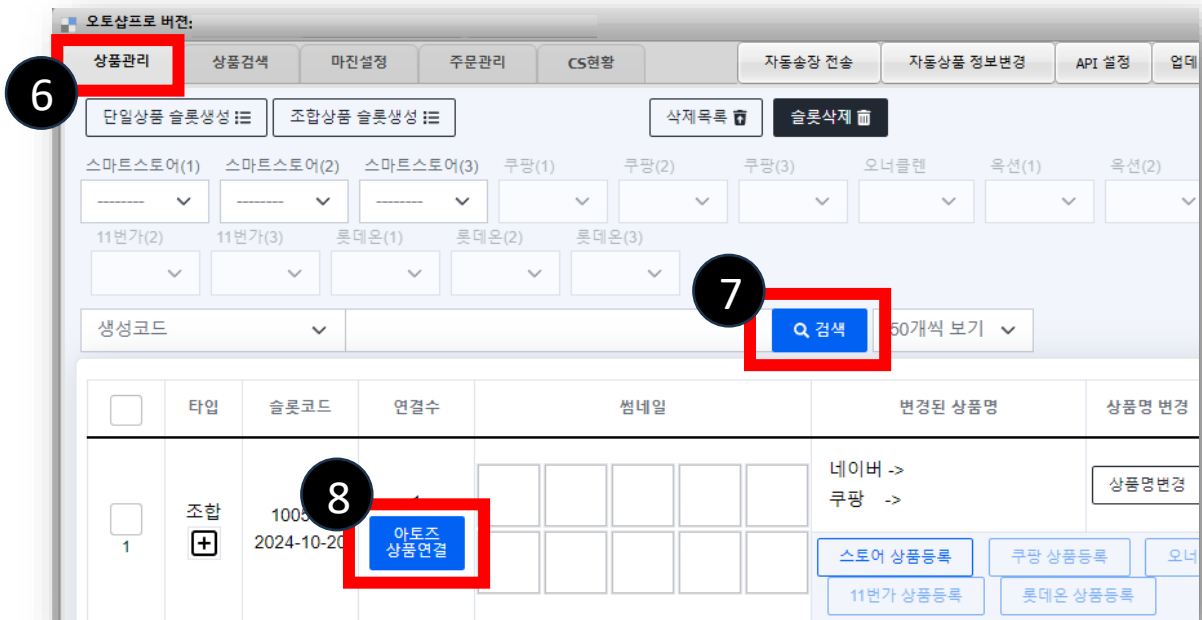 오토샵프로 버젼:
6
상품관리 상품검색 마진설정 주문관리 CS현황 자동송장 전송 자동상품 정보변경 API 설정 업데
단일상품 슬롯생성 조합상품 슬롯생성 삭제목록 슬롯삭제
스마트스토어(1) 스마트스토어(2) 스마트스토어(3) 쿠팡(1) 쿠팡(2) 쿠팡(3) 오너클렌 옥션(1) 옥션(2)
-------- -------- --------
11번가(2) 11번가(3) 롯데온(1) 롯데온(2) 롯데온(3)
7
생성코드 검색 50개씩 보기
타입 슬롯코드 연결수 썸네일 변경된 상품명 상품명 변경
네이버 ->
쿠팡 ->
상품명변경
8
조합 1005
1 2024-10-20
아토즈
상품연결
스토어 상품등록 쿠팡 상품등록 오너
11번가 상품등록 롯데온 상품등록